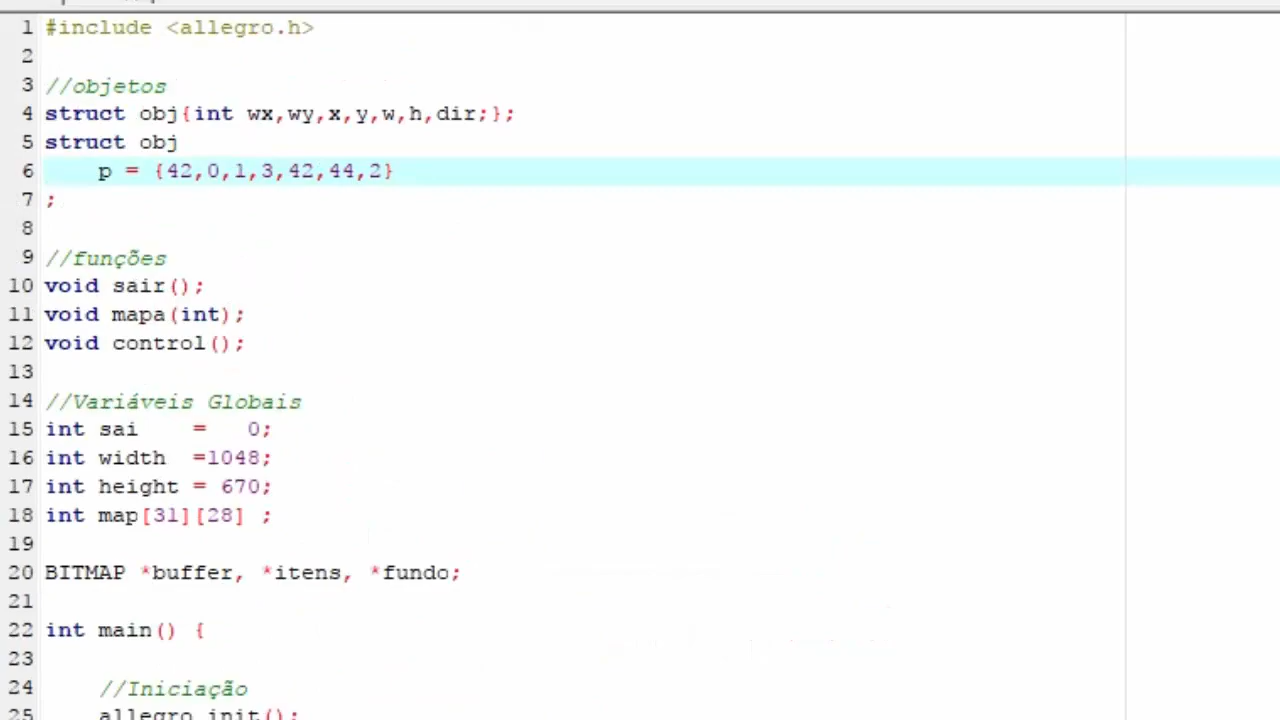 1 #include <allegro.h>
2
3 //objetos
4 struct obj{int wx,wy,x,y,w,h,dir;};
5 struct obj
6     p = {42,0,1,3,42,44,2}
7 ;
8
9 //funções
10 void sair();
11 void mapa(int);
12 void control();
13
14 //Variáveis Globais
15 int sai    =   0;
16 int width  =1048;
17 int height = 670;
18 int map[31][28] ;
19
20 BITMAP *buffer, *itens, *fundo;
21
22 int main() {
23
24     //Iniciação
25     allegro_init();